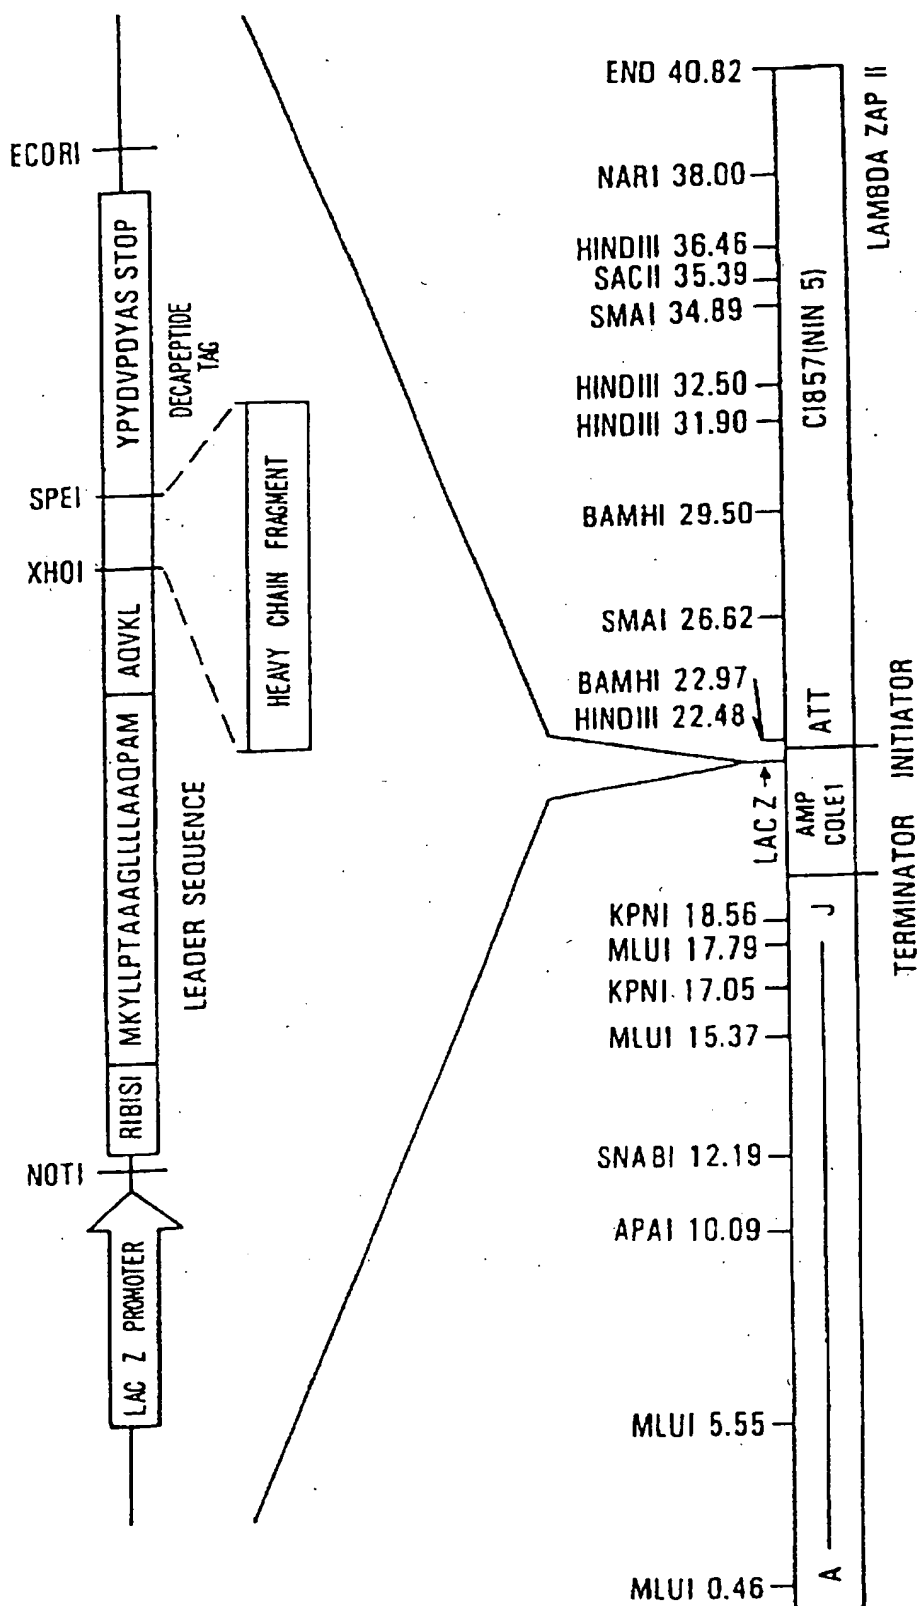 ECORI
YPYDVPDYAS STOP
DECAPEPTIDE
TAG
SPEI
XHOI
AQVKL
HEAVY CHAIN FRAGMENT
MKYLLPTAAAGLLLLAAQPAM
LEADER SEQUENCE
RIBISI
NOTI
LAC Z PROMOTER
END 40.82
NARI 38.00
HINDIII 36.46
SACII 35.39
SMAI 34.89
HINDIII 32.50
HINDIII 31.90
BAMHI 29.50
SMAI 26.62
BAMHI 22.97
HINDIII 22.48
LAC Z
KPNI 18.56
MLUI 17.79
KPNI 17.05
MLUI 15.37
SNABI 12.19
APAI 10.09
MLUI 5.55
MLUI 0.46
CI857(NIN 5)
ATT
AMP
COLE1
J
A
LAMBDA ZAP II
INITIATOR
TERMINATOR